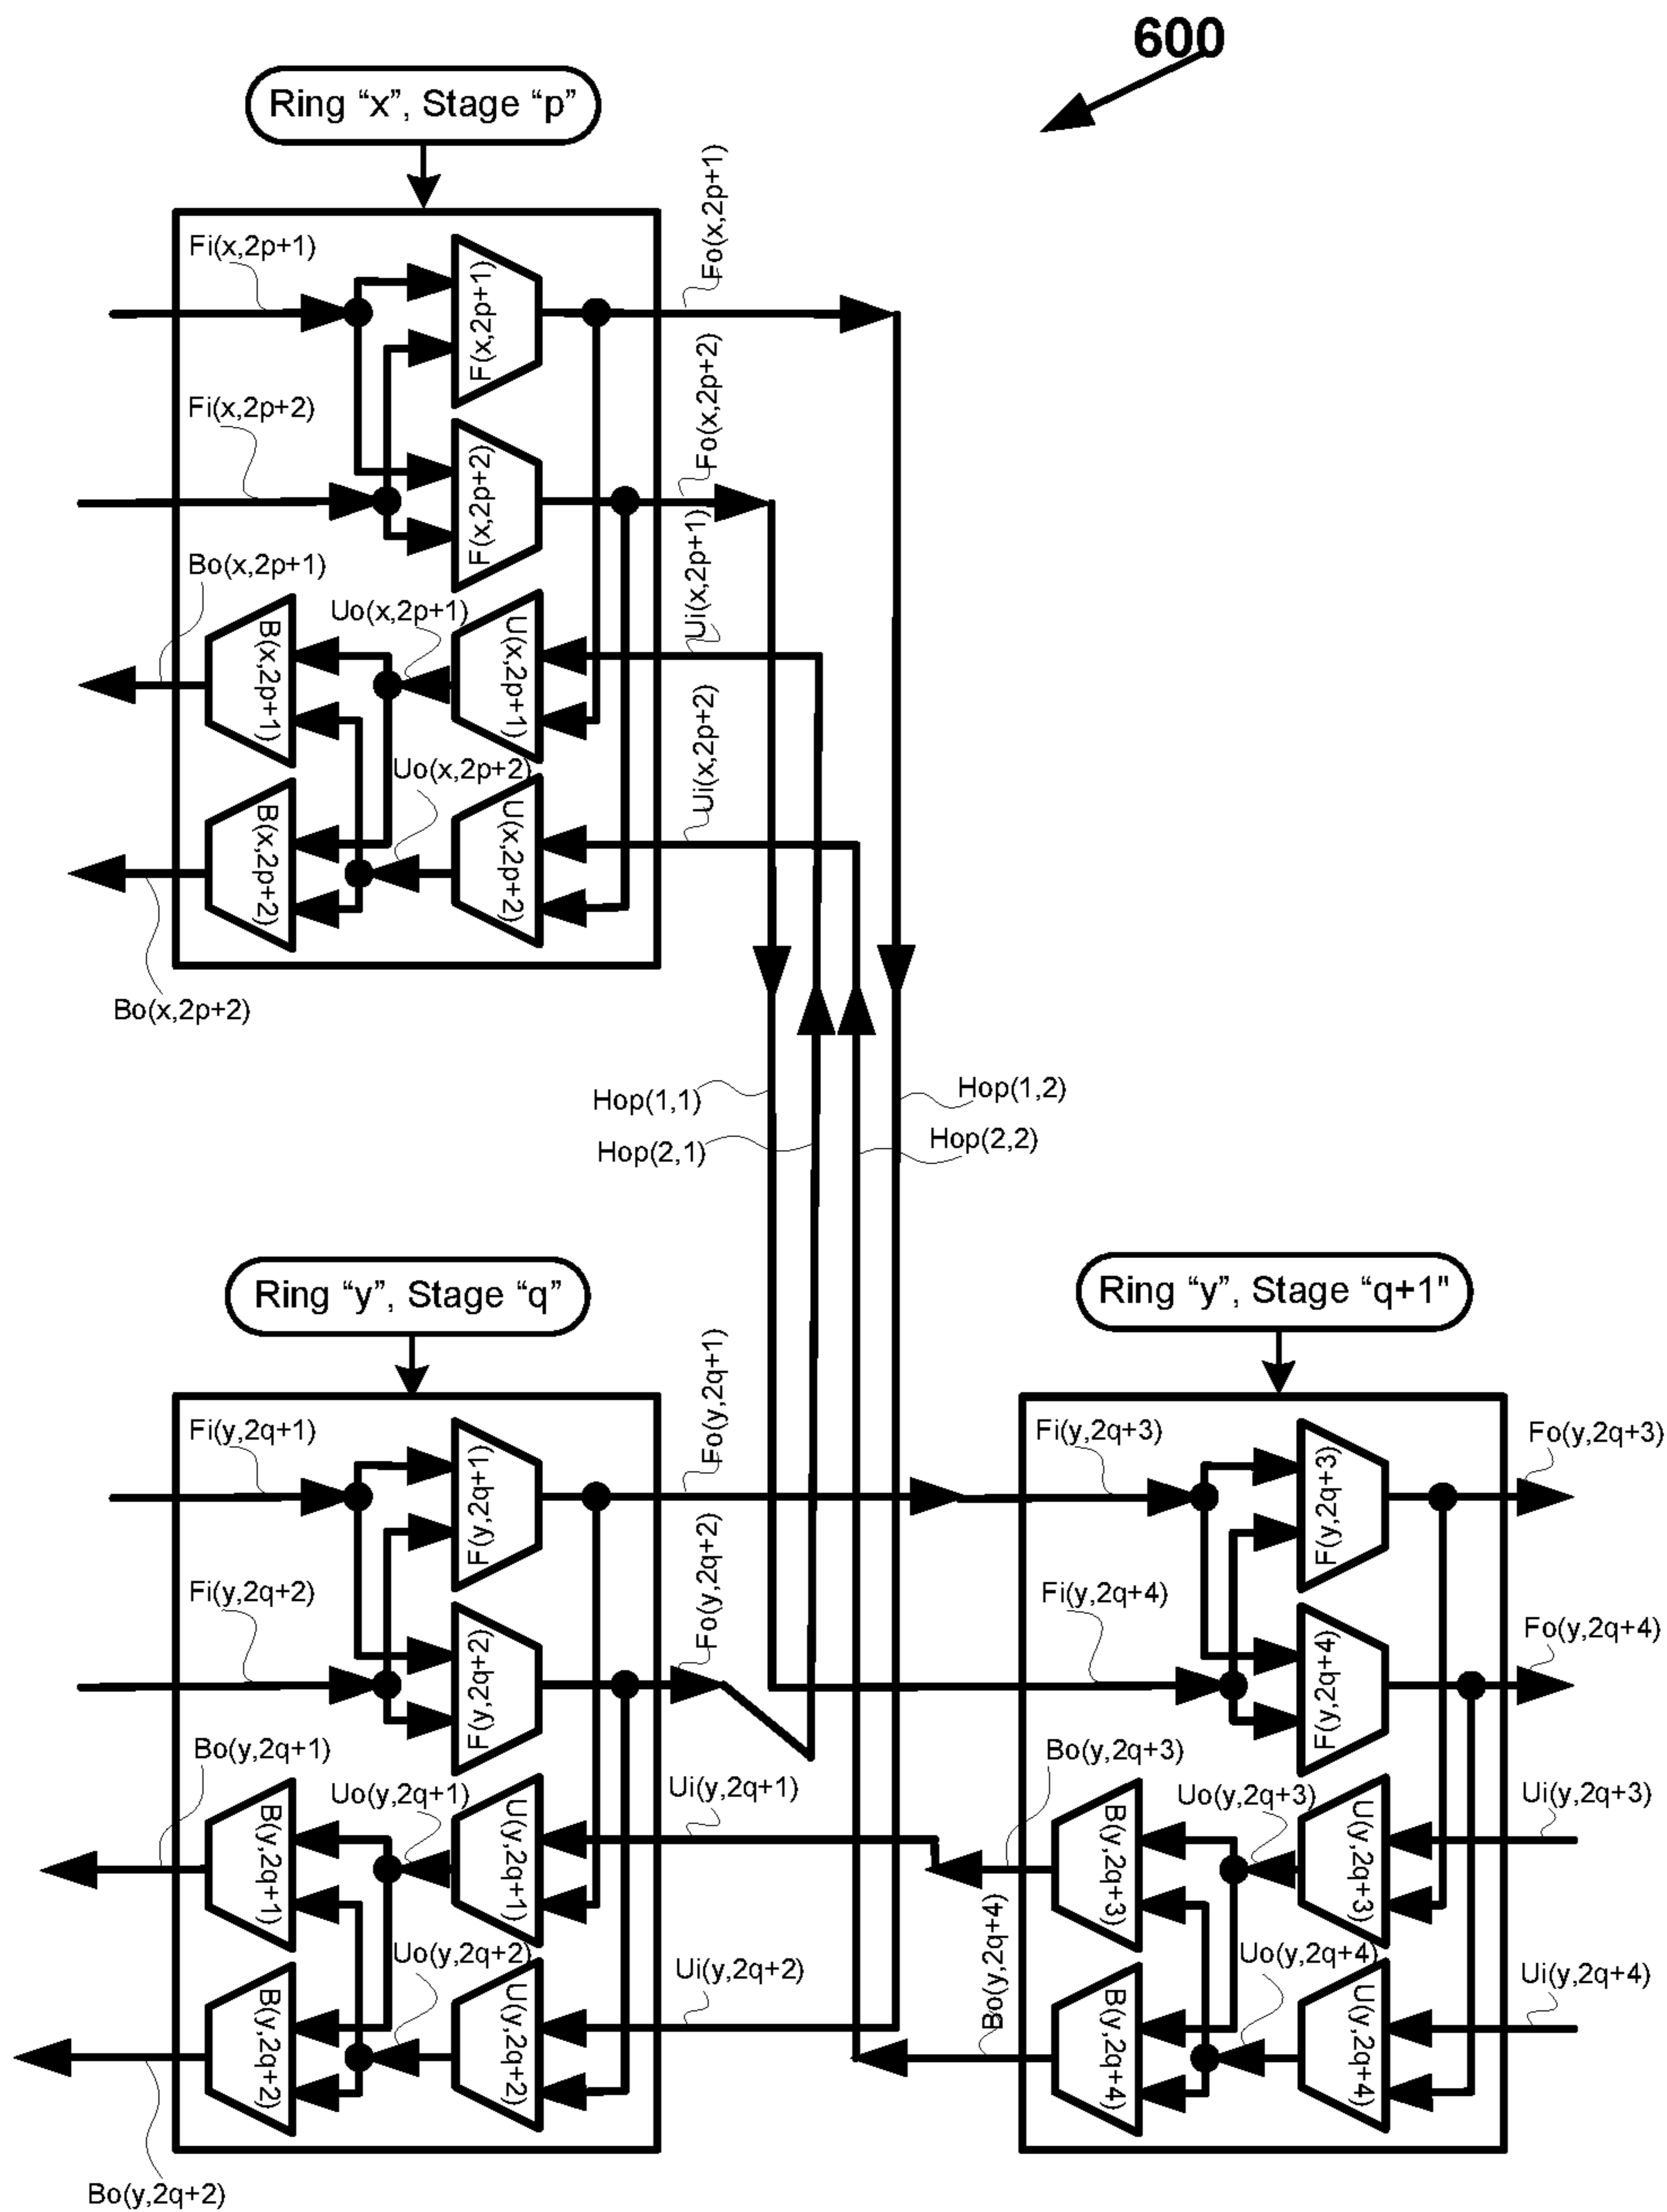 600
Ring “x”, Stage “p”
Fi(x,2p+1)
F(x,2p+1)
Fo(x,2p+1)
Fi(x,2p+2)
F(x,2p+2)
Fo(x,2p+2)
Bo(x,2p+1)
B(x,2p+1)
Uo(x,2p+1)
U(x,2p+1)
Ui(x,2p+1)
Uo(x,2p+2)
B(x,2p+2)
U(x,2p+2)
Ui(x,2p+2)
Bo(x,2p+2)
Hop(1,1)
Hop(1,2)
Hop(2,1)
Hop(2,2)
Ring “y”, Stage “q”
Ring “y”, Stage “q+1"
Fi(y,2q+1)
F(y,2q+1)
Fo(y,2q+1)
Fi(y,2q+3)
F(y,2q+3)
Fo(y,2q+3)
Fi(y,2q+2)
F(y,2q+2)
Fo(y,2q+2)
Fi(y,2q+4)
F(y,2q+4)
Fo(y,2q+4)
Bo(y,2q+1)
B(y,2q+1)
Uo(y,2q+1)
U(y,2q+1)
Ui(y,2q+1)
Bo(y,2q+3)
B(y,2q+3)
Uo(y,2q+3)
U(y,2q+3)
Ui(y,2q+3)
B(y,2q+2)
Uo(y,2q+2)
U(y,2q+2)
Ui(y,2q+2)
Bo(y,2q+4)
B(y,2q+4)
Uo(y,2q+4)
U(y,2q+4)
Ui(y,2q+4)
Bo(y,2q+2)